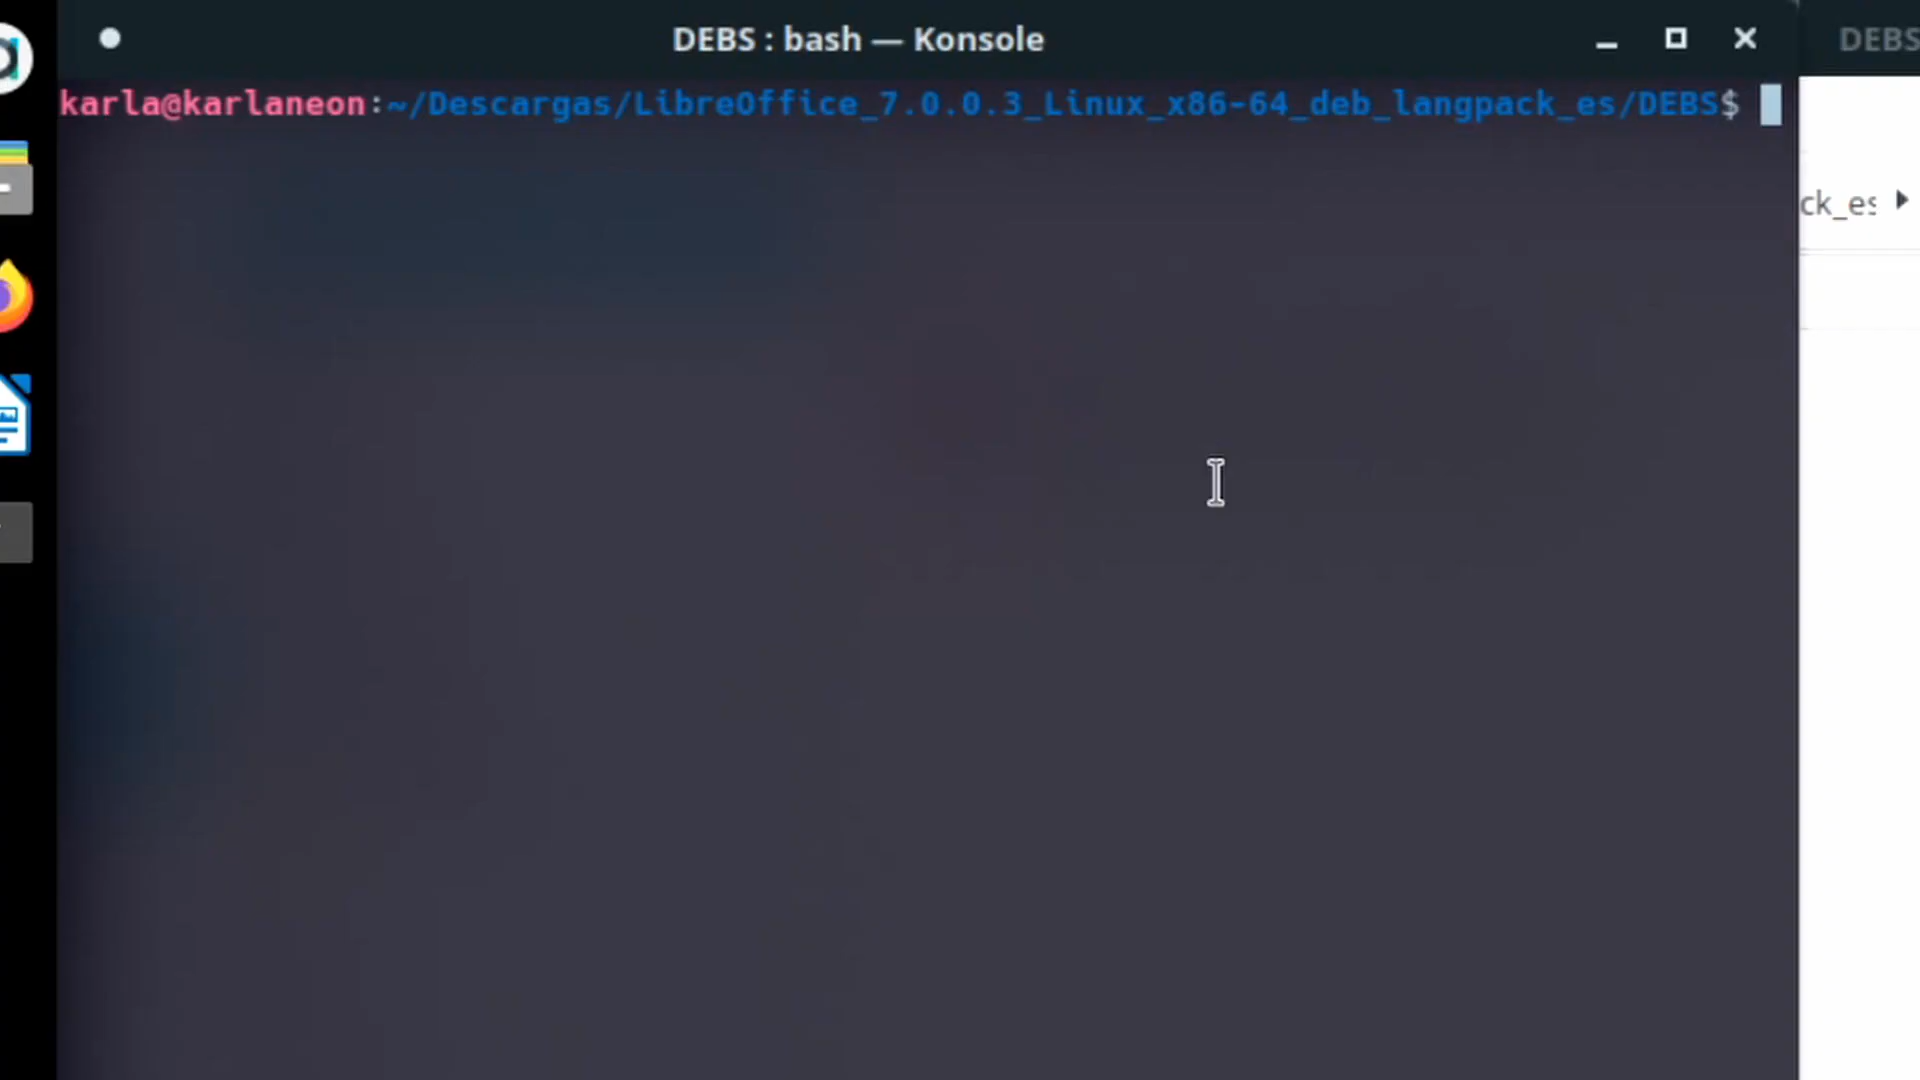 DEBS : bash — Konsole
DEBS
karla@karlaneon:~/Descargas/LibreOffice_7.0.0.3_Linux_x86-64_deb_langpack_es/DEBS$
ck_es